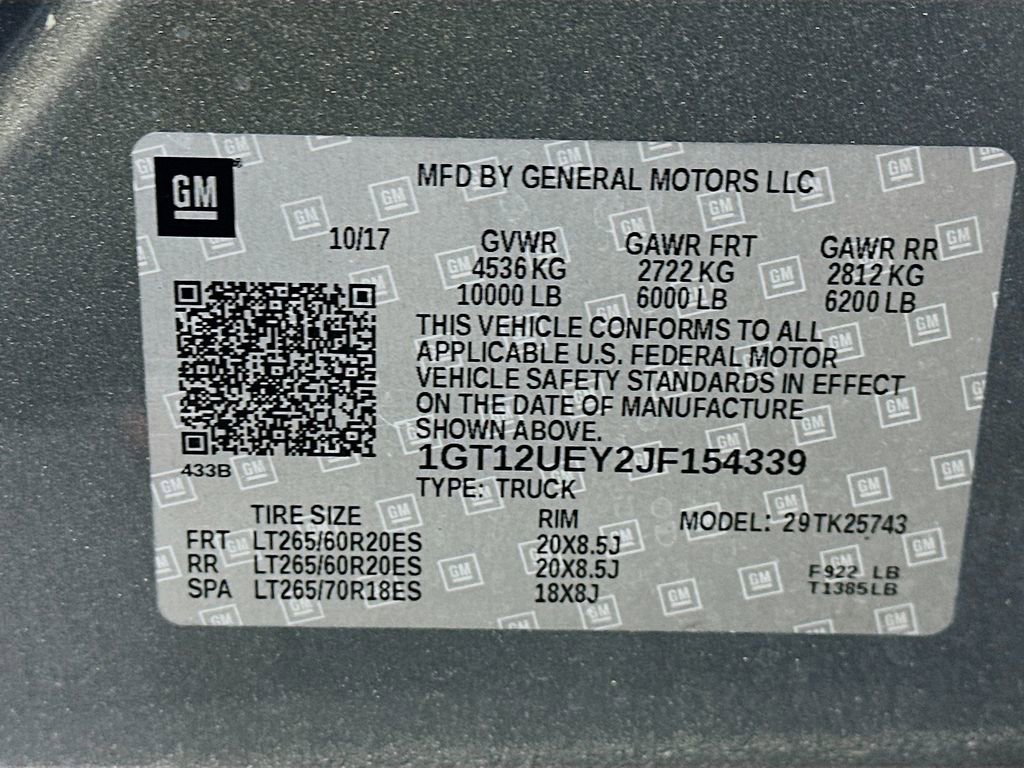 GM
MFD BY GENERAL MOTORS LLC
10/17 GVWR GAWR FRT GAWR RR
4536 KG 2722 KG 2812 KG
10000 LB 6000 LB 6200 LB
THIS VEHICLE CONFORMS TO ALL
APPLICABLE U.S. FEDERAL MOTOR
VEHICLE SAFETY STANDARDS IN EFFECT
ON THE DATE OF MANUFACTURE
SHOWN ABOVE.
433B
1GT12UEY2JF154339
TYPE: TRUCK
TIRE SIZE RIM MODEL: 29TK25743
FRT LT265/60R20ES 20X8.5J
RR LT265/60R20ES 20X8.5J
SPA LT265/70R18ES 18X8J
F922 LB
T1385LB